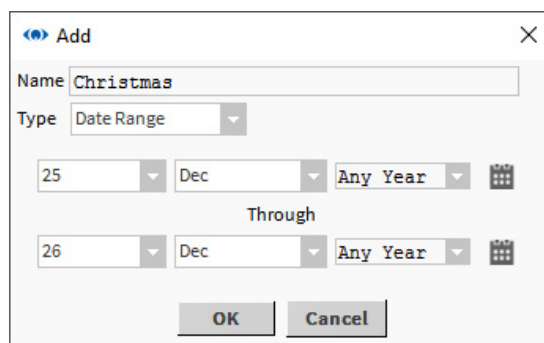 Add
Name Christmas
Type Date Range
25 Dec Any Year
Through
26 Dec Any Year
OK Cancel